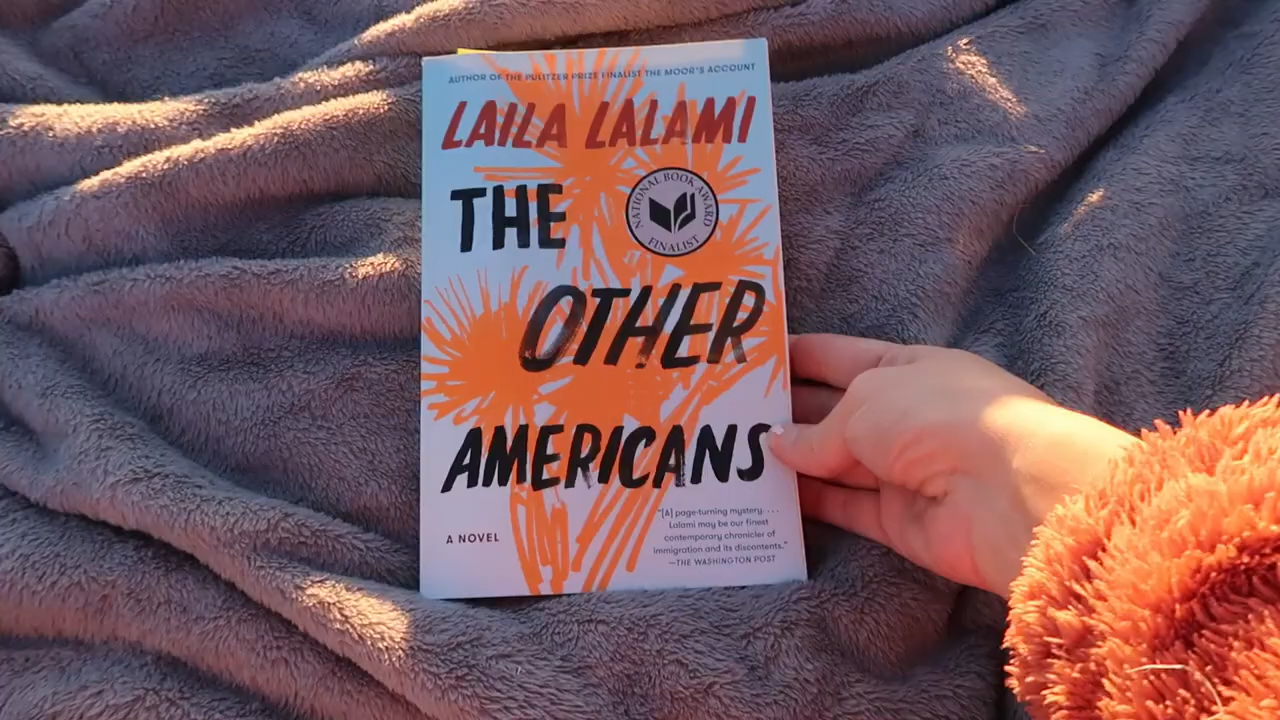 AUTHOR OF THE PULITZER PRIZE FINALIST THE MOOR'S ACCOUNT
LAILA LALAMI
THE
NATIONAL BOOK AWARD
FINALIST
OTHER
AMERICANS
A NOVEL
"[A] page-turning mystery. . . .
Lalami may be our finest
contemporary chronicler of
immigration and its discontents."
—THE WASHINGTON POST